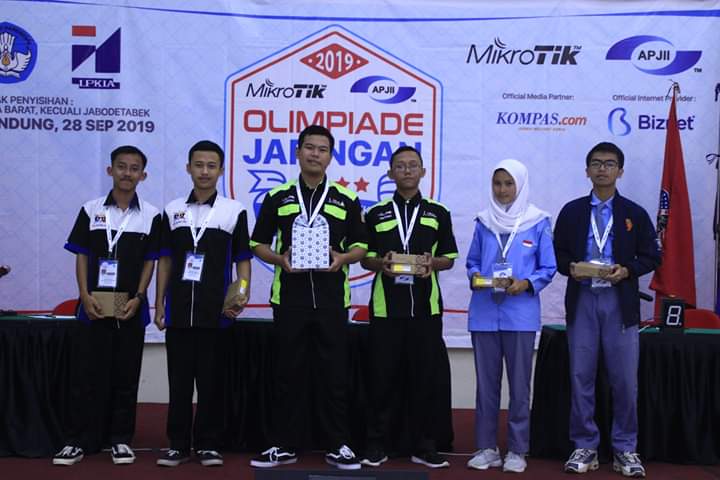 LPKIA
AK PENYISIHAN :
A BARAT, KECUALI JABODETABEK
NDUNG, 28 SEP 2019
2019
MikroTik
APJII
OLIMPIADE
JARINGAN
MikroTik
APJII
Official Media Partner:
KOMPAS.com
Official Internet Provider:
Biznet